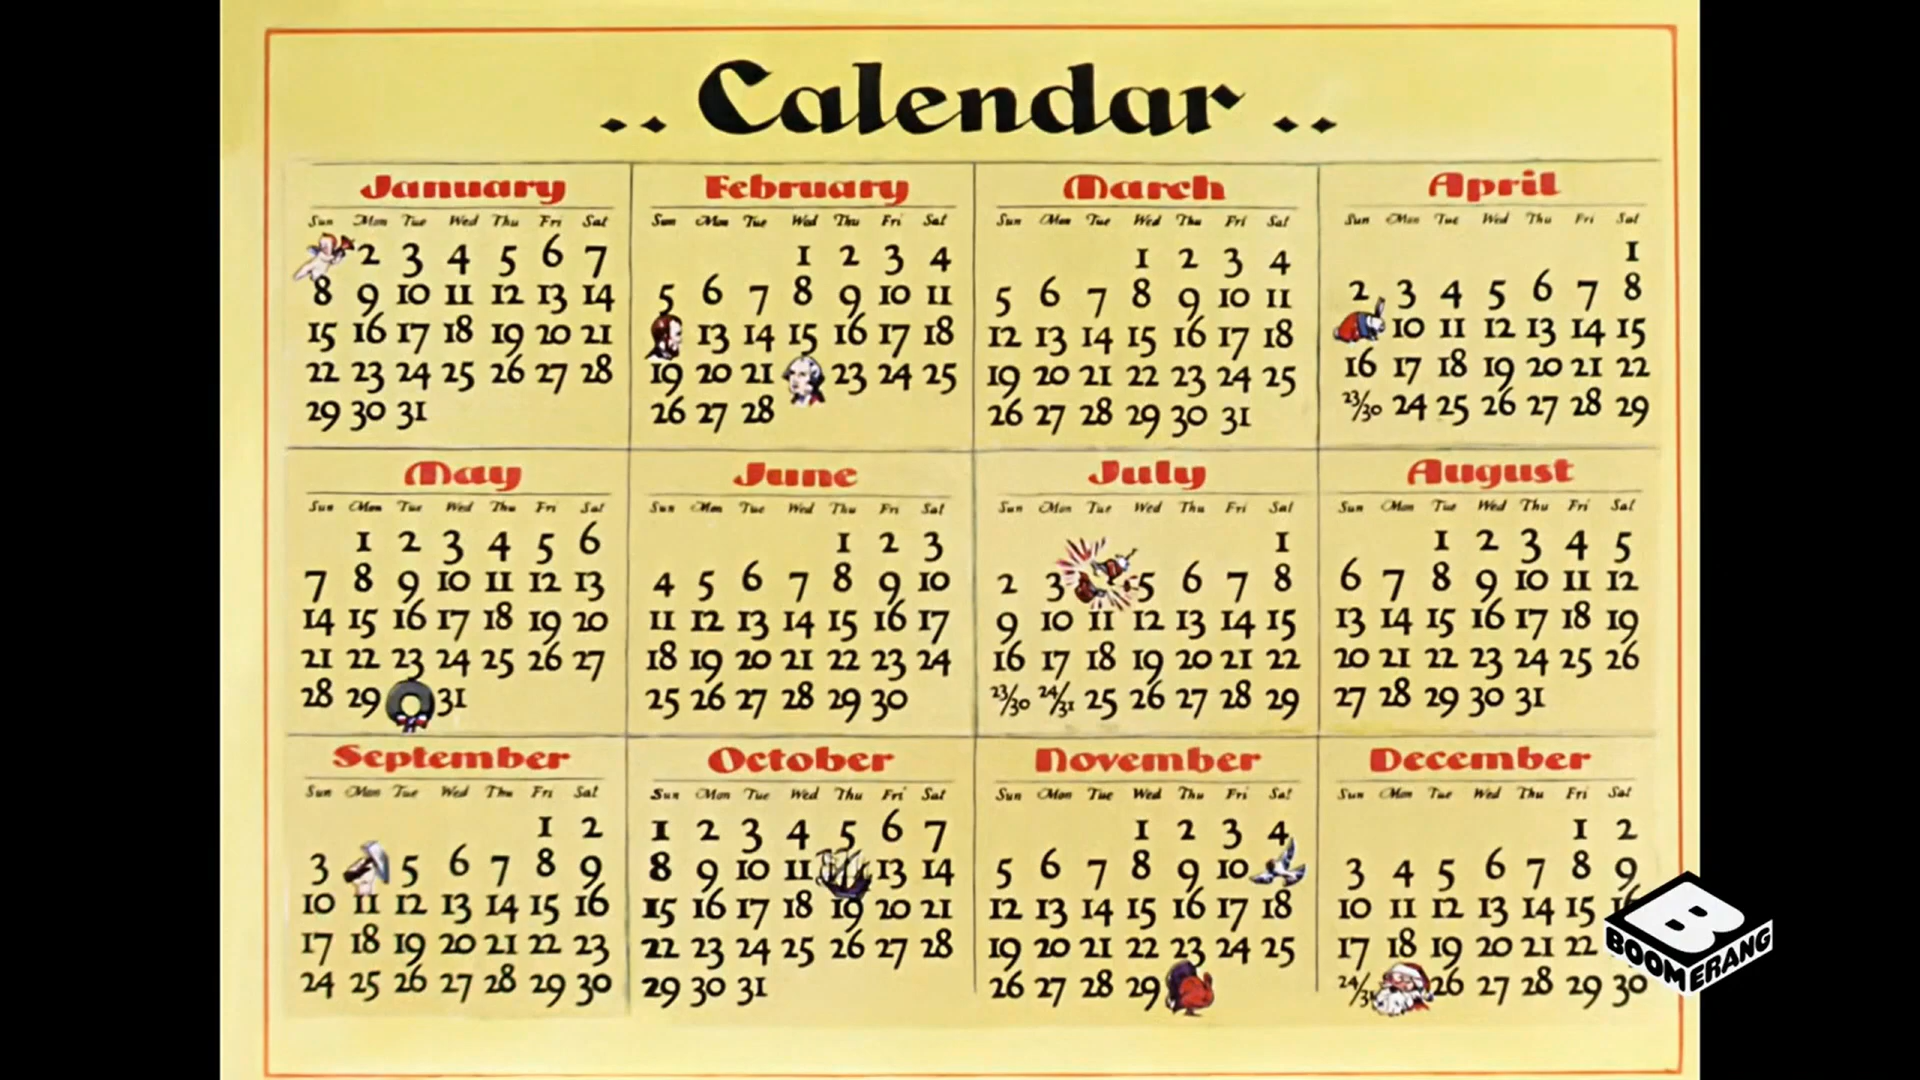 .. Calendar ..
January
Sun Mon Tue Wed Thu Fri Sat
2 3 4 5 6 7
8 9 10 11 12 13 14
15 16 17 18 19 20 21
22 23 24 25 26 27 28
29 30 31
February
Sun Mon Tue Wed Thu Fri Sat
1 2 3 4
5 6 7 8 9 10 11
13 14 15 16 17 18
19 20 21 23 24 25
26 27 28
March
Sun Mon Tue Wed Thu Fri Sat
1 2 3 4
5 6 7 8 9 10 11
12 13 14 15 16 17 18
19 20 21 22 23 24 25
26 27 28 29 30 31
April
Sun Mon Tue Wed Thu Fri Sat
1
2 3 4 5 6 7 8
10 11 12 13 14 15
16 17 18 19 20 21 22
23/30 24 25 26 27 28 29
May
Sun Mon Tue Wed Thu Fri Sat
1 2 3 4 5 6
7 8 9 10 11 12 13
14 15 16 17 18 19 20
21 22 23 24 25 26 27
28 29 31
June
Sun Mon Tue Wed Thu Fri Sat
1 2 3
4 5 6 7 8 9 10
11 12 13 14 15 16 17
18 19 20 21 22 23 24
25 26 27 28 29 30
July
Sun Mon Tue Wed Thu Fri Sat
1
2 3 5 6 7 8
9 10 11 12 13 14 15
16 17 18 19 20 21 22
23/30 24/31 25 26 27 28 29
August
Sun Mon Tue Wed Thu Fri Sat
1 2 3 4 5
6 7 8 9 10 11 12
13 14 15 16 17 18 19
20 21 22 23 24 25 26
27 28 29 30 31
September
Sun Mon Tue Wed Thu Fri Sat
1 2
3 5 6 7 8 9
10 11 12 13 14 15 16
17 18 19 20 21 22 23
24 25 26 27 28 29 30
October
Sun Mon Tue Wed Thu Fri Sat
1 2 3 4 5 6 7
8 9 10 11 13 14
15 16 17 18 19 20 21
22 23 24 25 26 27 28
29 30 31
November
Sun Mon Tue Wed Thu Fri Sat
1 2 3 4
5 6 7 8 9 10
12 13 14 15 16 17 18
19 20 21 22 23 24 25
26 27 28 29
December
Sun Mon Tue Wed Thu Fri Sat
1 2
3 4 5 6 7 8 9
10 11 12 13 14 15 16
17 18 19 20 21 22
24/31 26 27 28 29 30
B
BOOMERANG